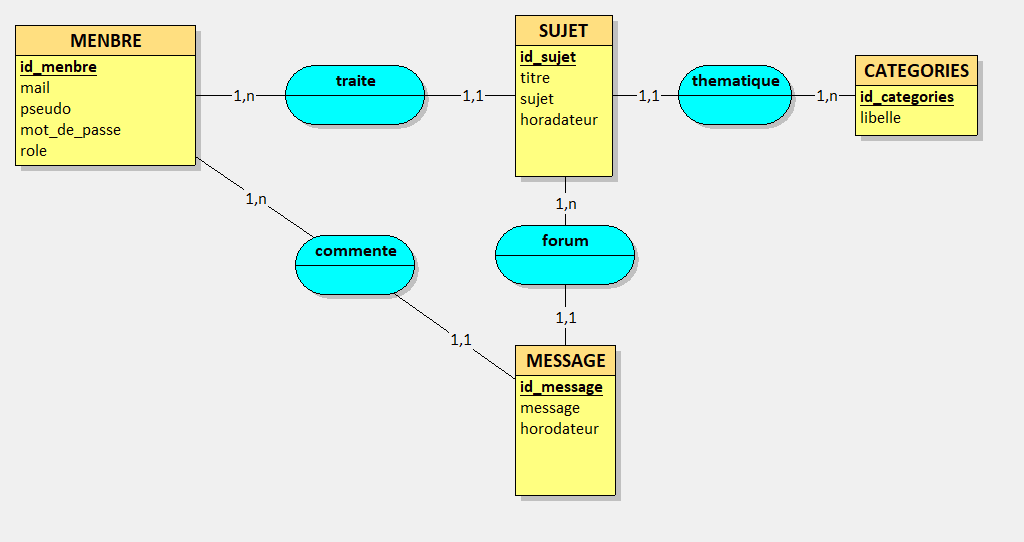 MENBRE
id_menbre
mail
pseudo
mot_de_passe
role
1,n
traite
1,1
SUJET
id_sujet
titre
sujet
horadateur
1,1
thematique
1,n
CATEGORIES
id_categories
libelle
1,n
commente
1,1
1,n
forum
1,1
MESSAGE
id_message
message
horodateur